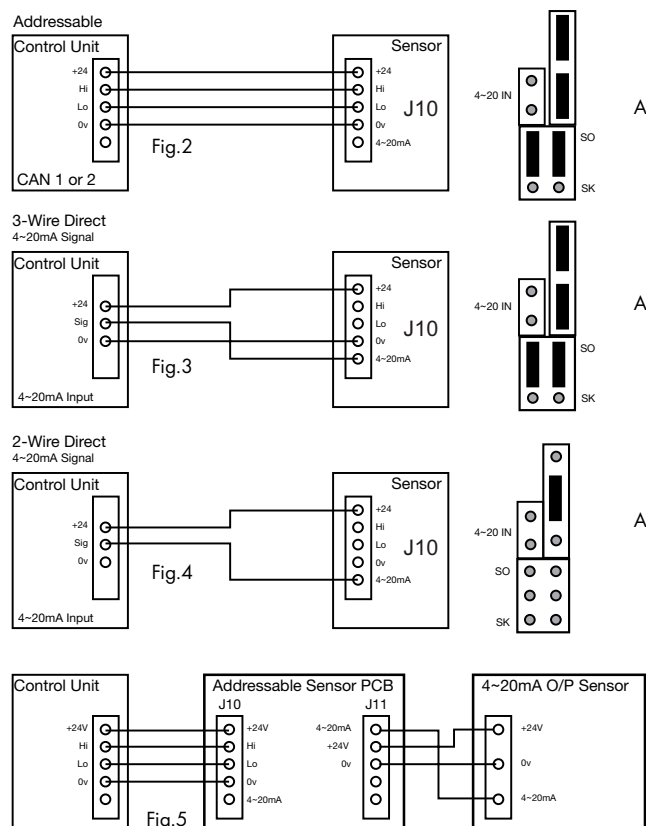 Addressable
Control Unit
Sensor
+24
Hi
Lo
0v
+24
Hi
Lo
0v
4~20mA
J10
Fig.2
CAN 1 or 2
4~20 IN
SO
SK
A
3-Wire Direct
4~20mA Signal
Control Unit
Sensor
+24
Sig
0v
+24
Hi
Lo
0v
4~20mA
J10
Fig.3
4~20mA Input
4~20 IN
SO
SK
A
2-Wire Direct
4~20mA Signal
Control Unit
Sensor
+24
Sig
0v
+24
Hi
Lo
0v
4~20mA
J10
Fig.4
4~20mA Input
4~20 IN
SO
SK
A
Control Unit
Addressable Sensor PCB
4~20mA O/P Sensor
J10
J11
+24V
Hi
Lo
0v
+24V
Hi
Lo
0v
4~20mA
4~20mA
+24V
0v
+24V
0v
4~20mA
Fig.5